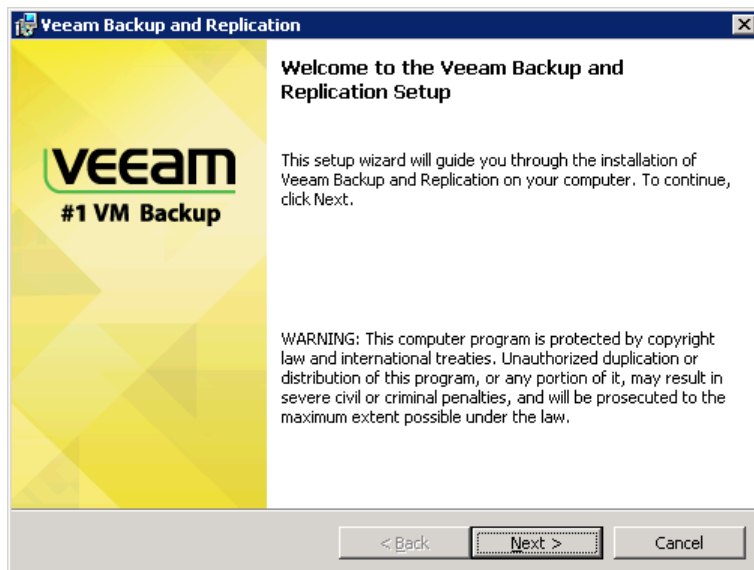 Veeam Backup and Replication
Welcome to the Veeam Backup and
Replication Setup
veeam
#1 VM Backup
This setup wizard will guide you through the installation of
Veeam Backup and Replication on your computer. To continue,
click Next.
WARNING: This computer program is protected by copyright
law and international treaties. Unauthorized duplication or
distribution of this program, or any portion of it, may result in
severe civil or criminal penalties, and will be prosecuted to the
maximum extent possible under the law.
< Back
Next >
Cancel